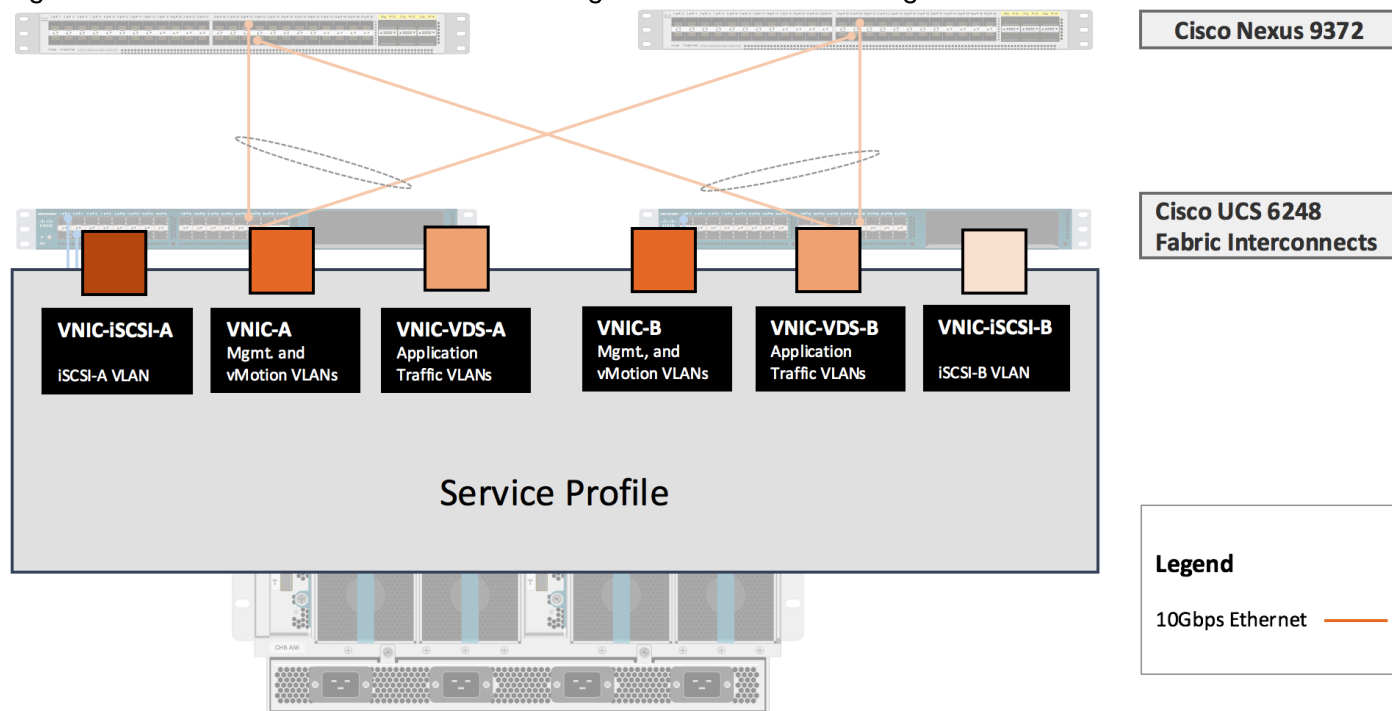 Cisco Nexus 9372
Cisco UCS 6248
Fabric Interconnects
VNIC-iSCSI-A
iSCSI-A VLAN
VNIC-A
Mgmt. and
vMotion VLANs
VNIC-VDS-A
Application
Traffic VLANs
VNIC-B
Mgmt., and
vMotion VLANs
VNIC-VDS-B
Application
Traffic VLANs
VNIC-iSCSI-B
iSCSI-B VLAN
Service Profile
Legend
10Gbps Ethernet